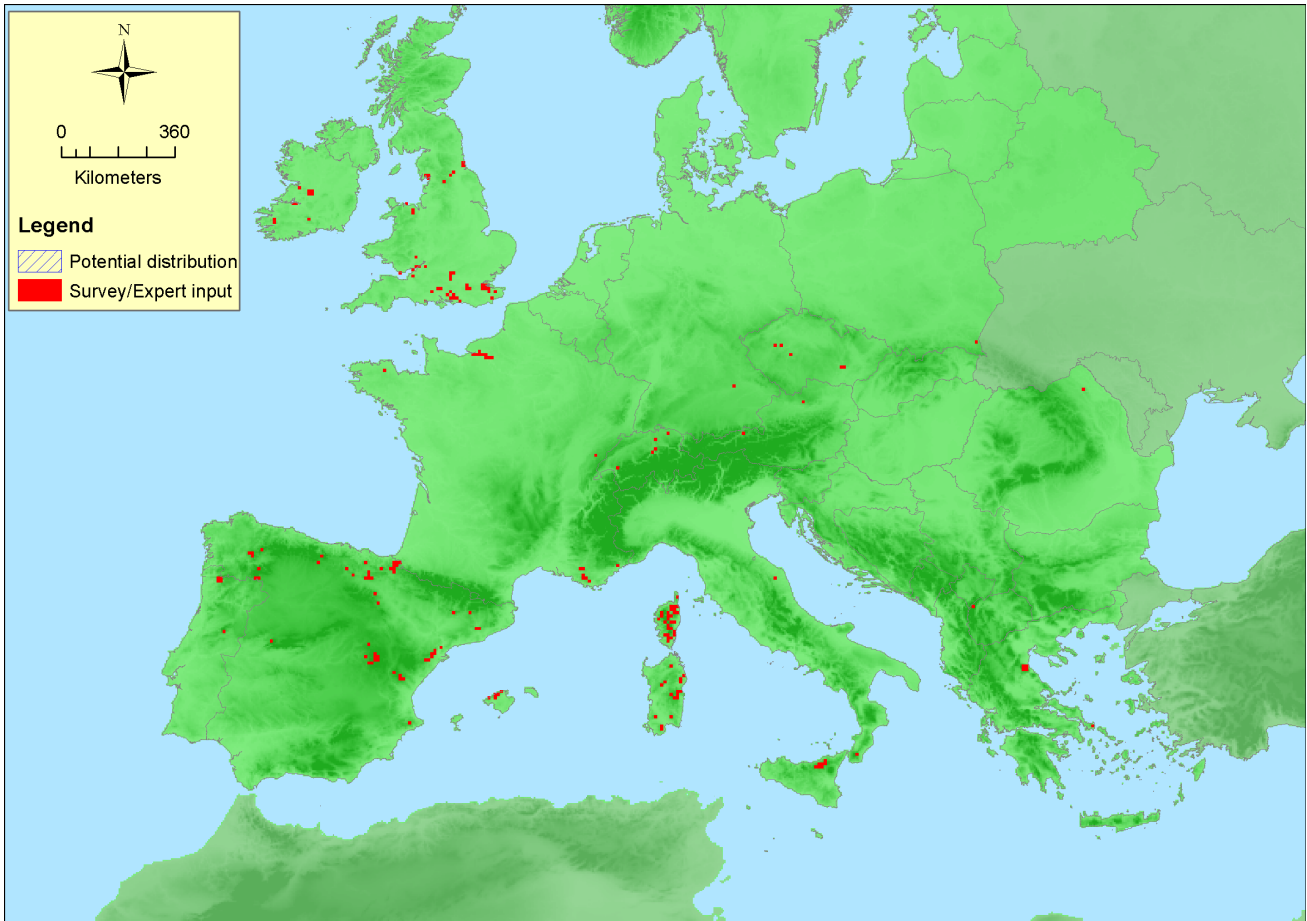 N
0 360
Kilometers
Legend
Potential distribution
Survey/Expert input